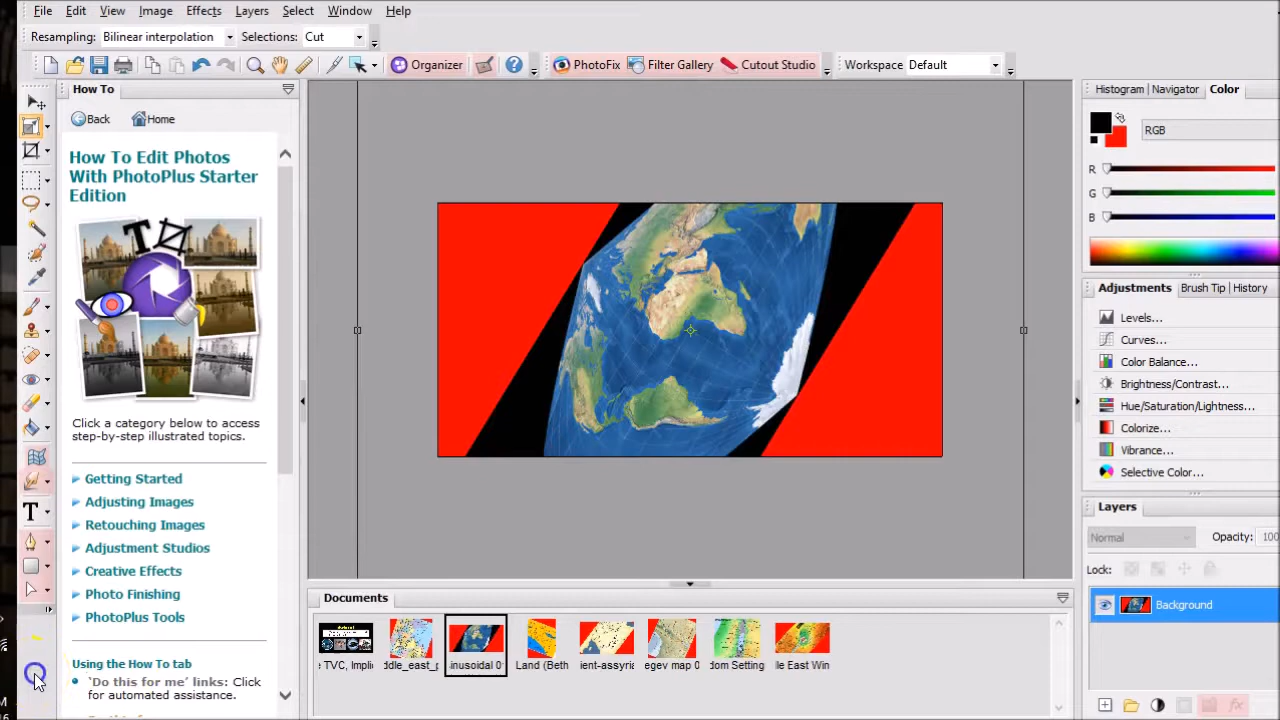 File Edit View Image Effects Layers Select Window Help
Resampling: Bilinear interpolation Selections: Cut
Organizer PhotoFix Filter Gallery Cutout Studio Workspace Default
How To
Histogram | Navigator Color
Back Home
RGB
How To Edit Photos
With PhotoPlus Starter
Edition
R
G
B
T
Adjustments Brush Tip | History
Levels...
Curves...
Color Balance...
Brightness/Contrast...
Hue/Saturation/Lightness...
Colorize...
Vibrance...
Selective Color...
Click a category below to access
step-by-step illustrated topics.
Getting Started
Adjusting Images
Retouching Images
Adjustment Studios
Creative Effects
Photo Finishing
PhotoPlus Tools
T
Layers
Normal Opacity: 100
Lock:
Background
Documents
e TVC, Impli ddle_east_p inusoidal 0 Land (Beth ient-assyria egev map 0 dom Setting le East Win
Using the How To tab
'Do this for me' links: Click
for automated assistance.
fx